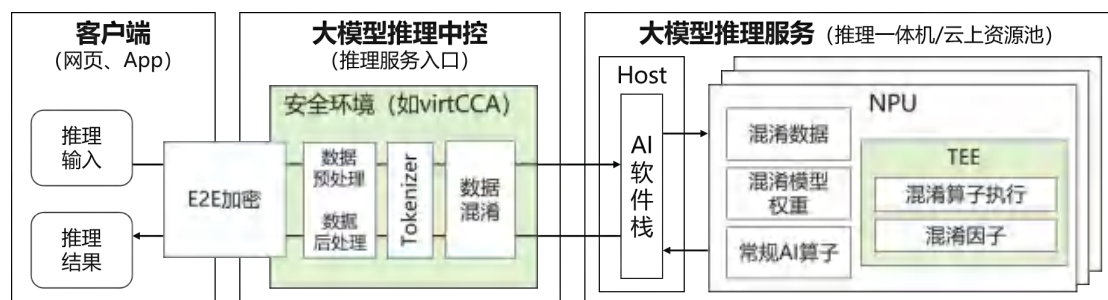 客户端
(网页、App)
推理
输入
推理
结果
E2E加密
大模型推理中控
(推理服务入口)
安全环境（如virtCCA）
数据
预处理
数据
后处理
Tokenizer
数据
混淆
大模型推理服务 (推理一体机/云上资源池)
Host
AI
软
件
栈
NPU
混淆数据
混淆模型
权重
常规AI算子
TEE
混淆算子执行
混淆因子